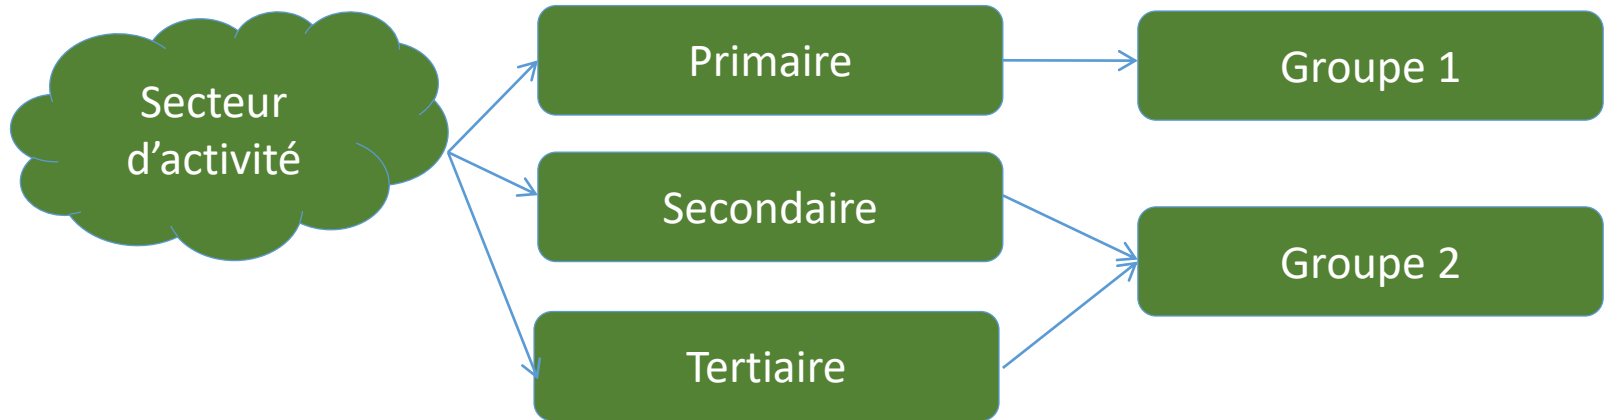 Secteur
d’activité
Primaire
Groupe 1
Secondaire
Groupe 2
Tertiaire